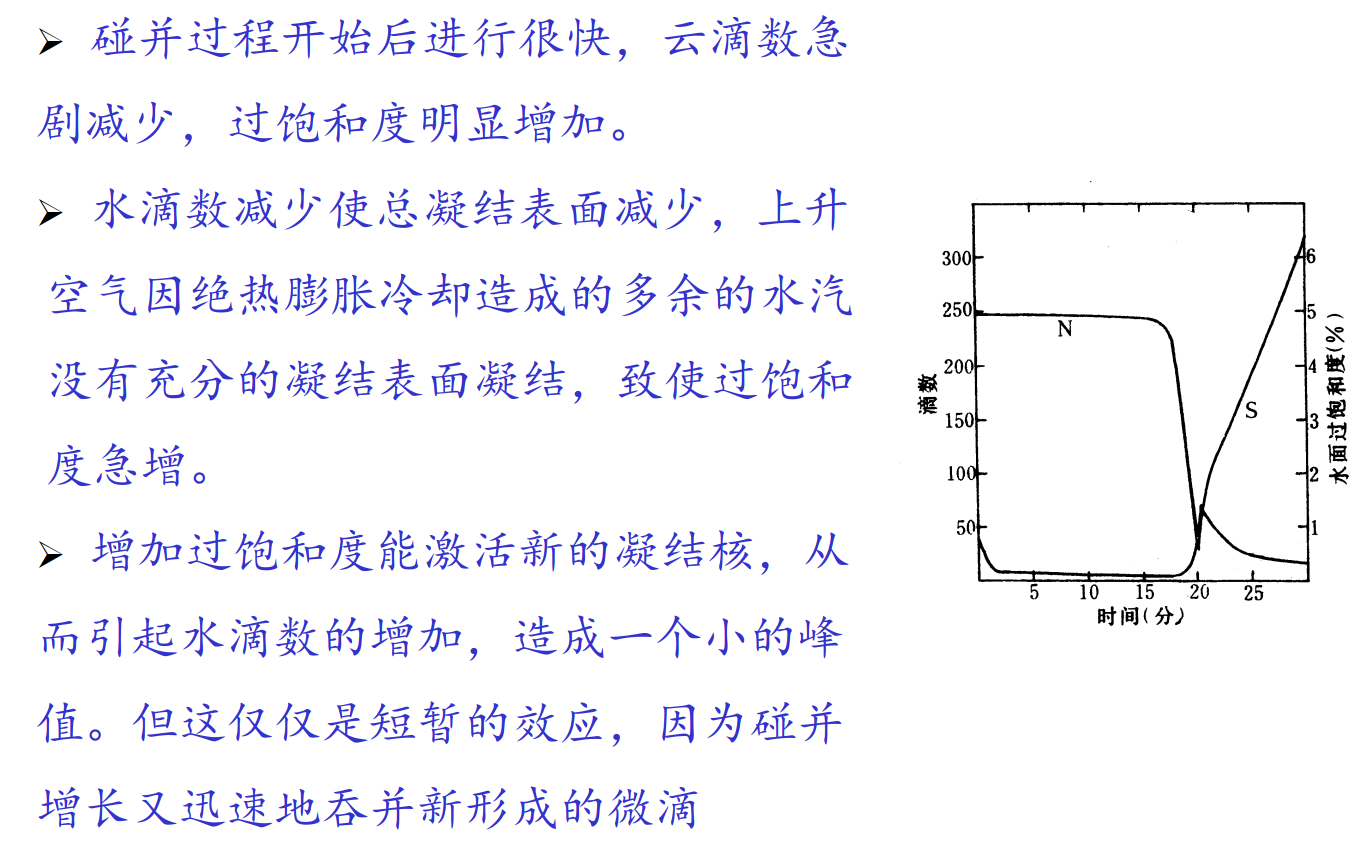 ➢ 碰并过程开始后进行很快，云滴数急
剧减少，过饱和度明显增加。
➢ 水滴数减少使总凝结表面减少，上升
空气因绝热膨胀冷却造成的多余的水汽
没有充分的凝结表面凝结，致使过饱和
度急增。
➢ 增加过饱和度能激活新的凝结核，从
而引起水滴数的增加，造成一个小的峰
值。但这仅仅是短暂的效应，因为碰并
增长又迅速地吞并新形成的微滴
300
250
200
150
100
50
滴数
N
S
6
5
4
3
2
1
水面过饱和度(%)
5 10 15 20 25
时间(分)